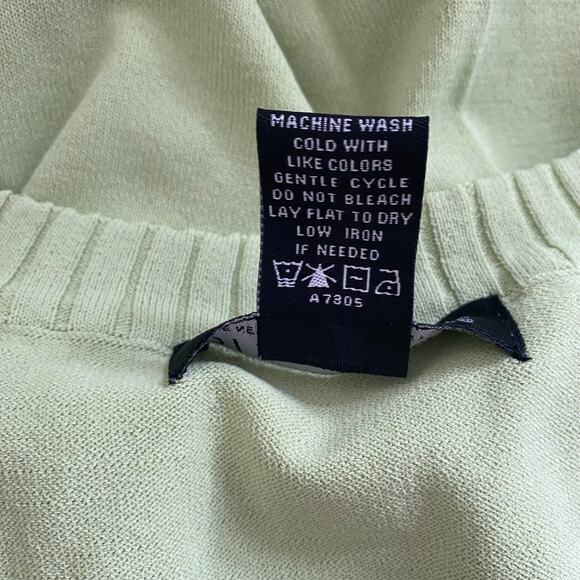 MACHINE WASH
COLD WITH
LIKE COLORS
GENTLE CYCLE
DO NOT BLEACH
LAY FLAT TO DRY
LOW IRON
IF NEEDED
A7305